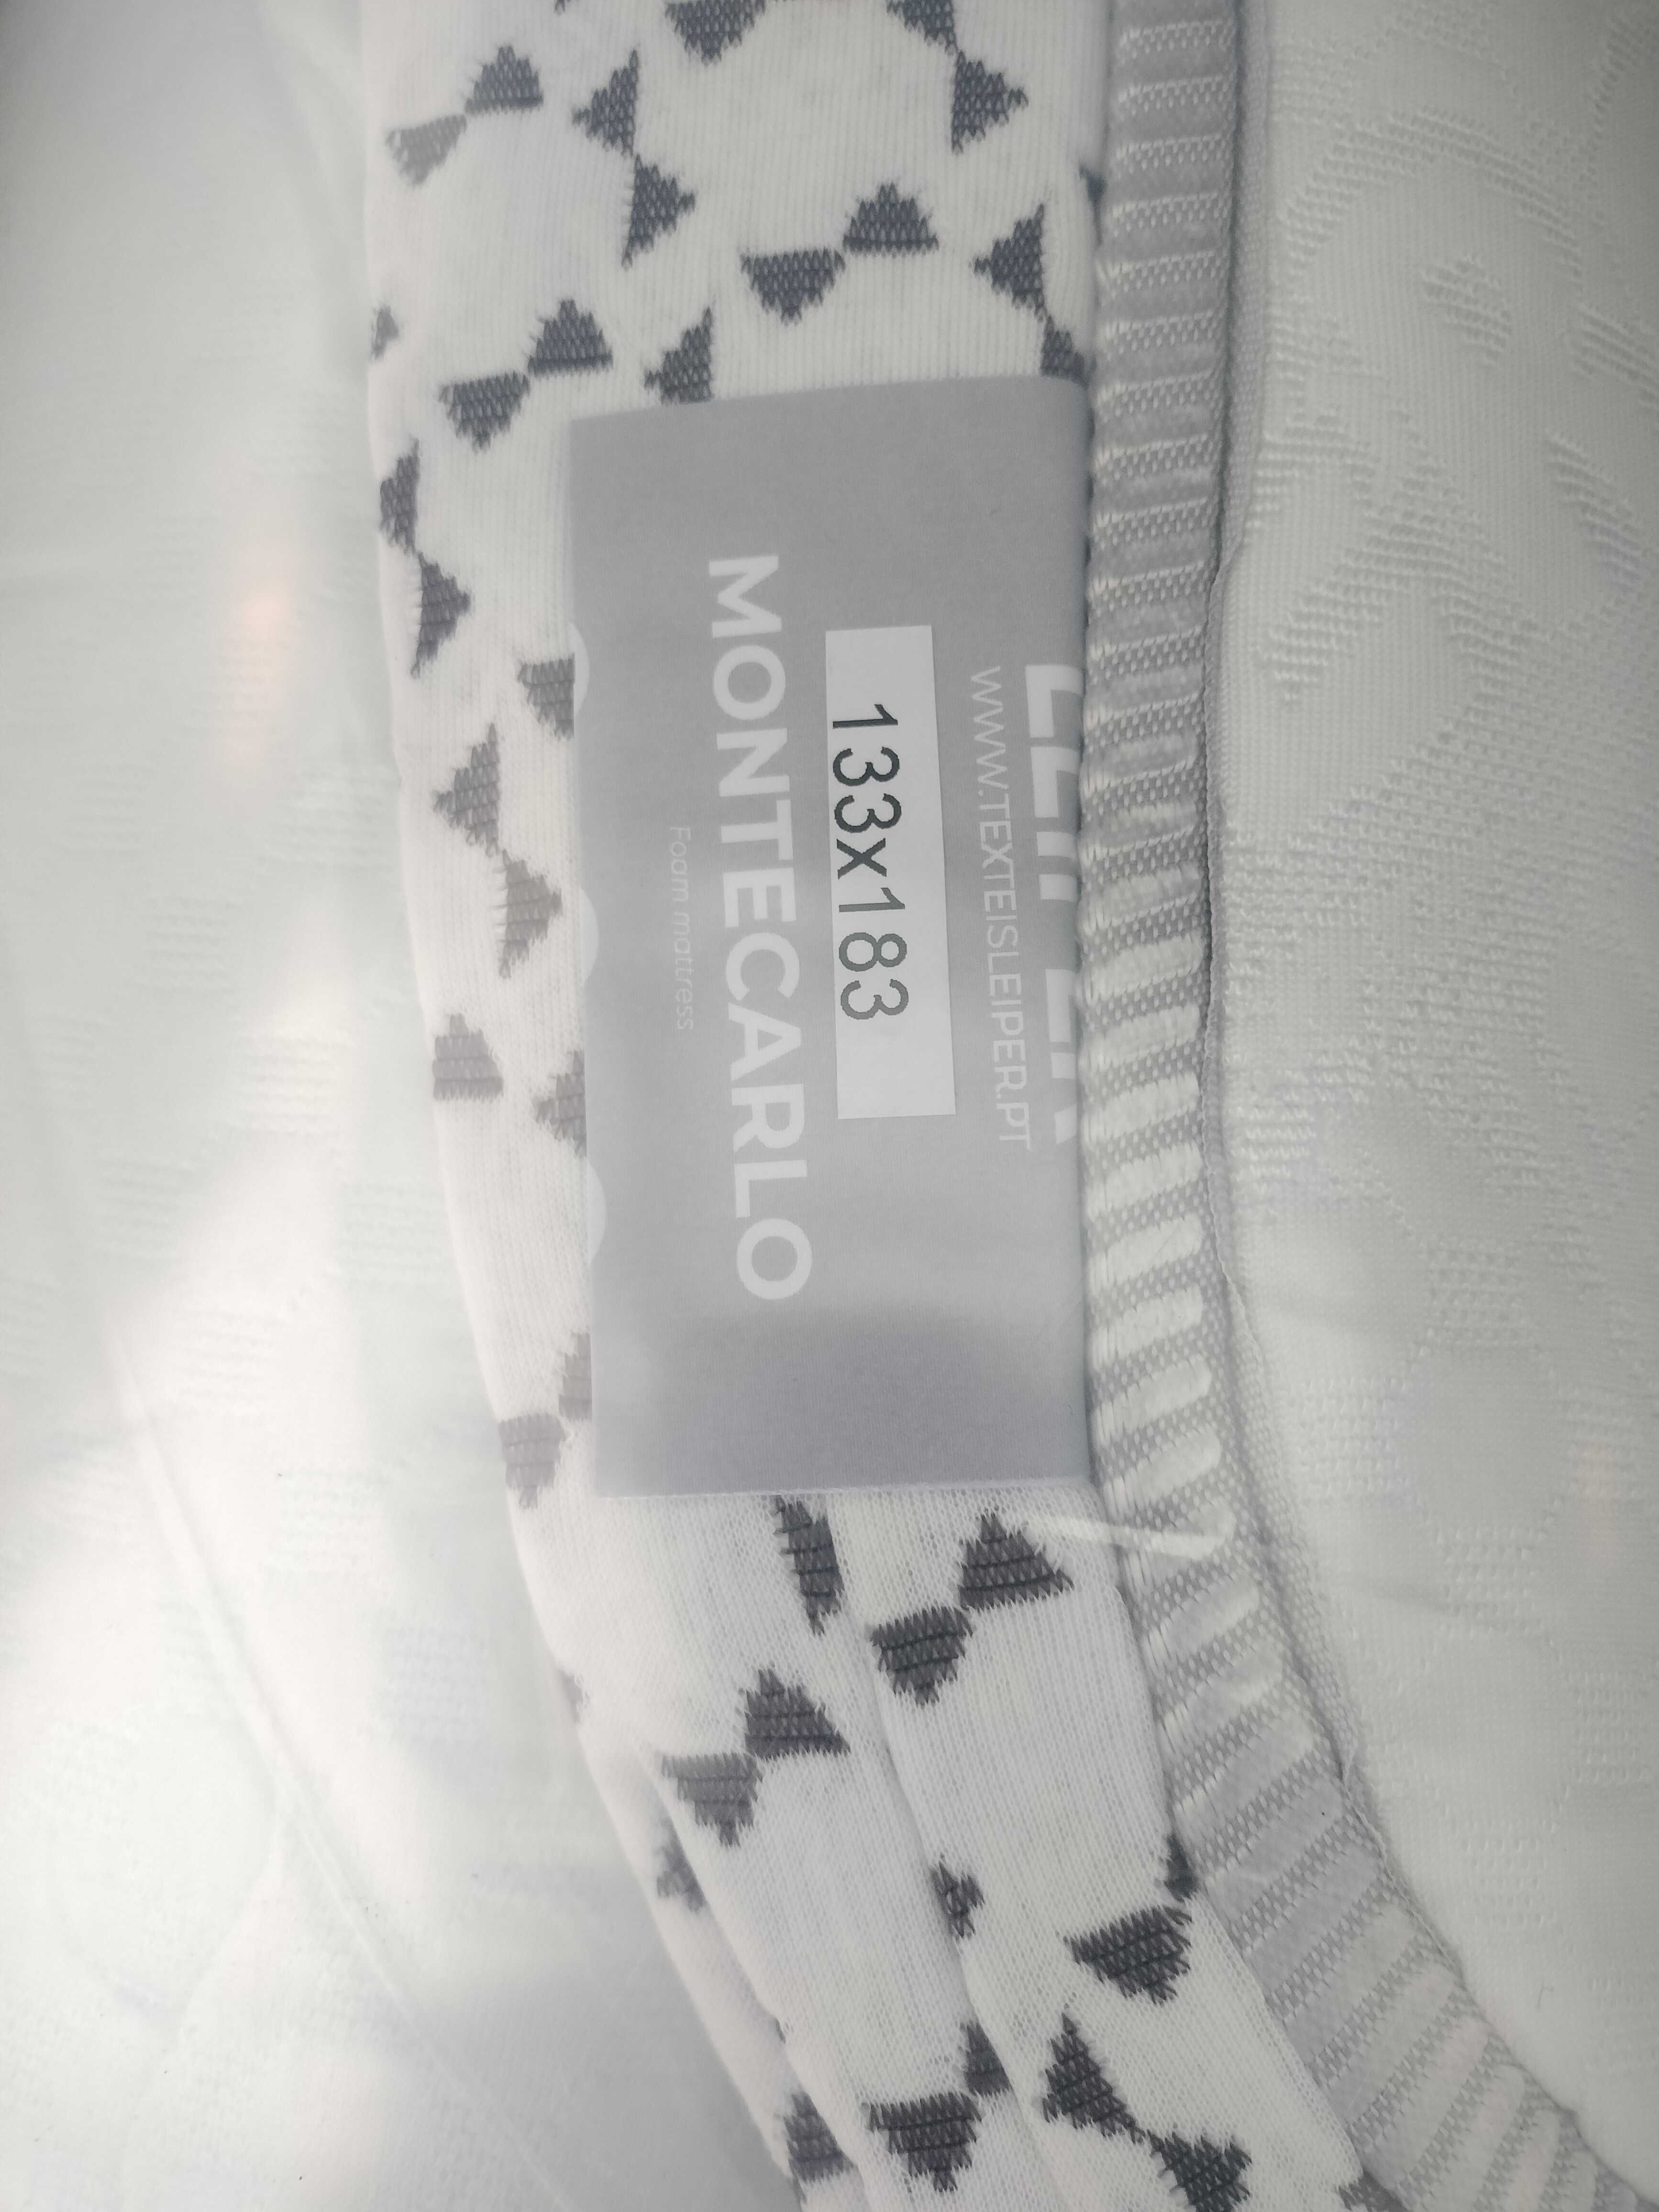 WWW.TEXTEISLEIPER.PT
133x183
MONTECARLO
Foam mattress